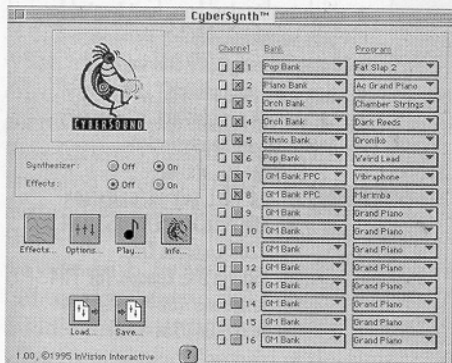 CyberSynth™
CYBERSOUND
Synthesizer: Off On
Effects: Off On
Effects... Options... Play... Info...
Load... Save...
1.00, ©1995 InVision Interactive ?
Channel Bank Program
1 Pop Bank Fat Slap 2
2 Piano Bank Ac Grand Piano
3 Orch Bank Chamber Strings
4 Orch Bank Dark Reeds
5 Ethnic Bank Croniko
6 Pop Bank Weird Lead
7 GM Bank PPC Vibraphone
8 GM Bank PPC Marimba
9 GM Bank Grand Piano
10 GM Bank Grand Piano
11 GM Bank Grand Piano
12 GM Bank Grand Piano
13 GM Bank Grand Piano
14 GM Bank Grand Piano
15 GM Bank Grand Piano
16 GM Bank Grand Piano